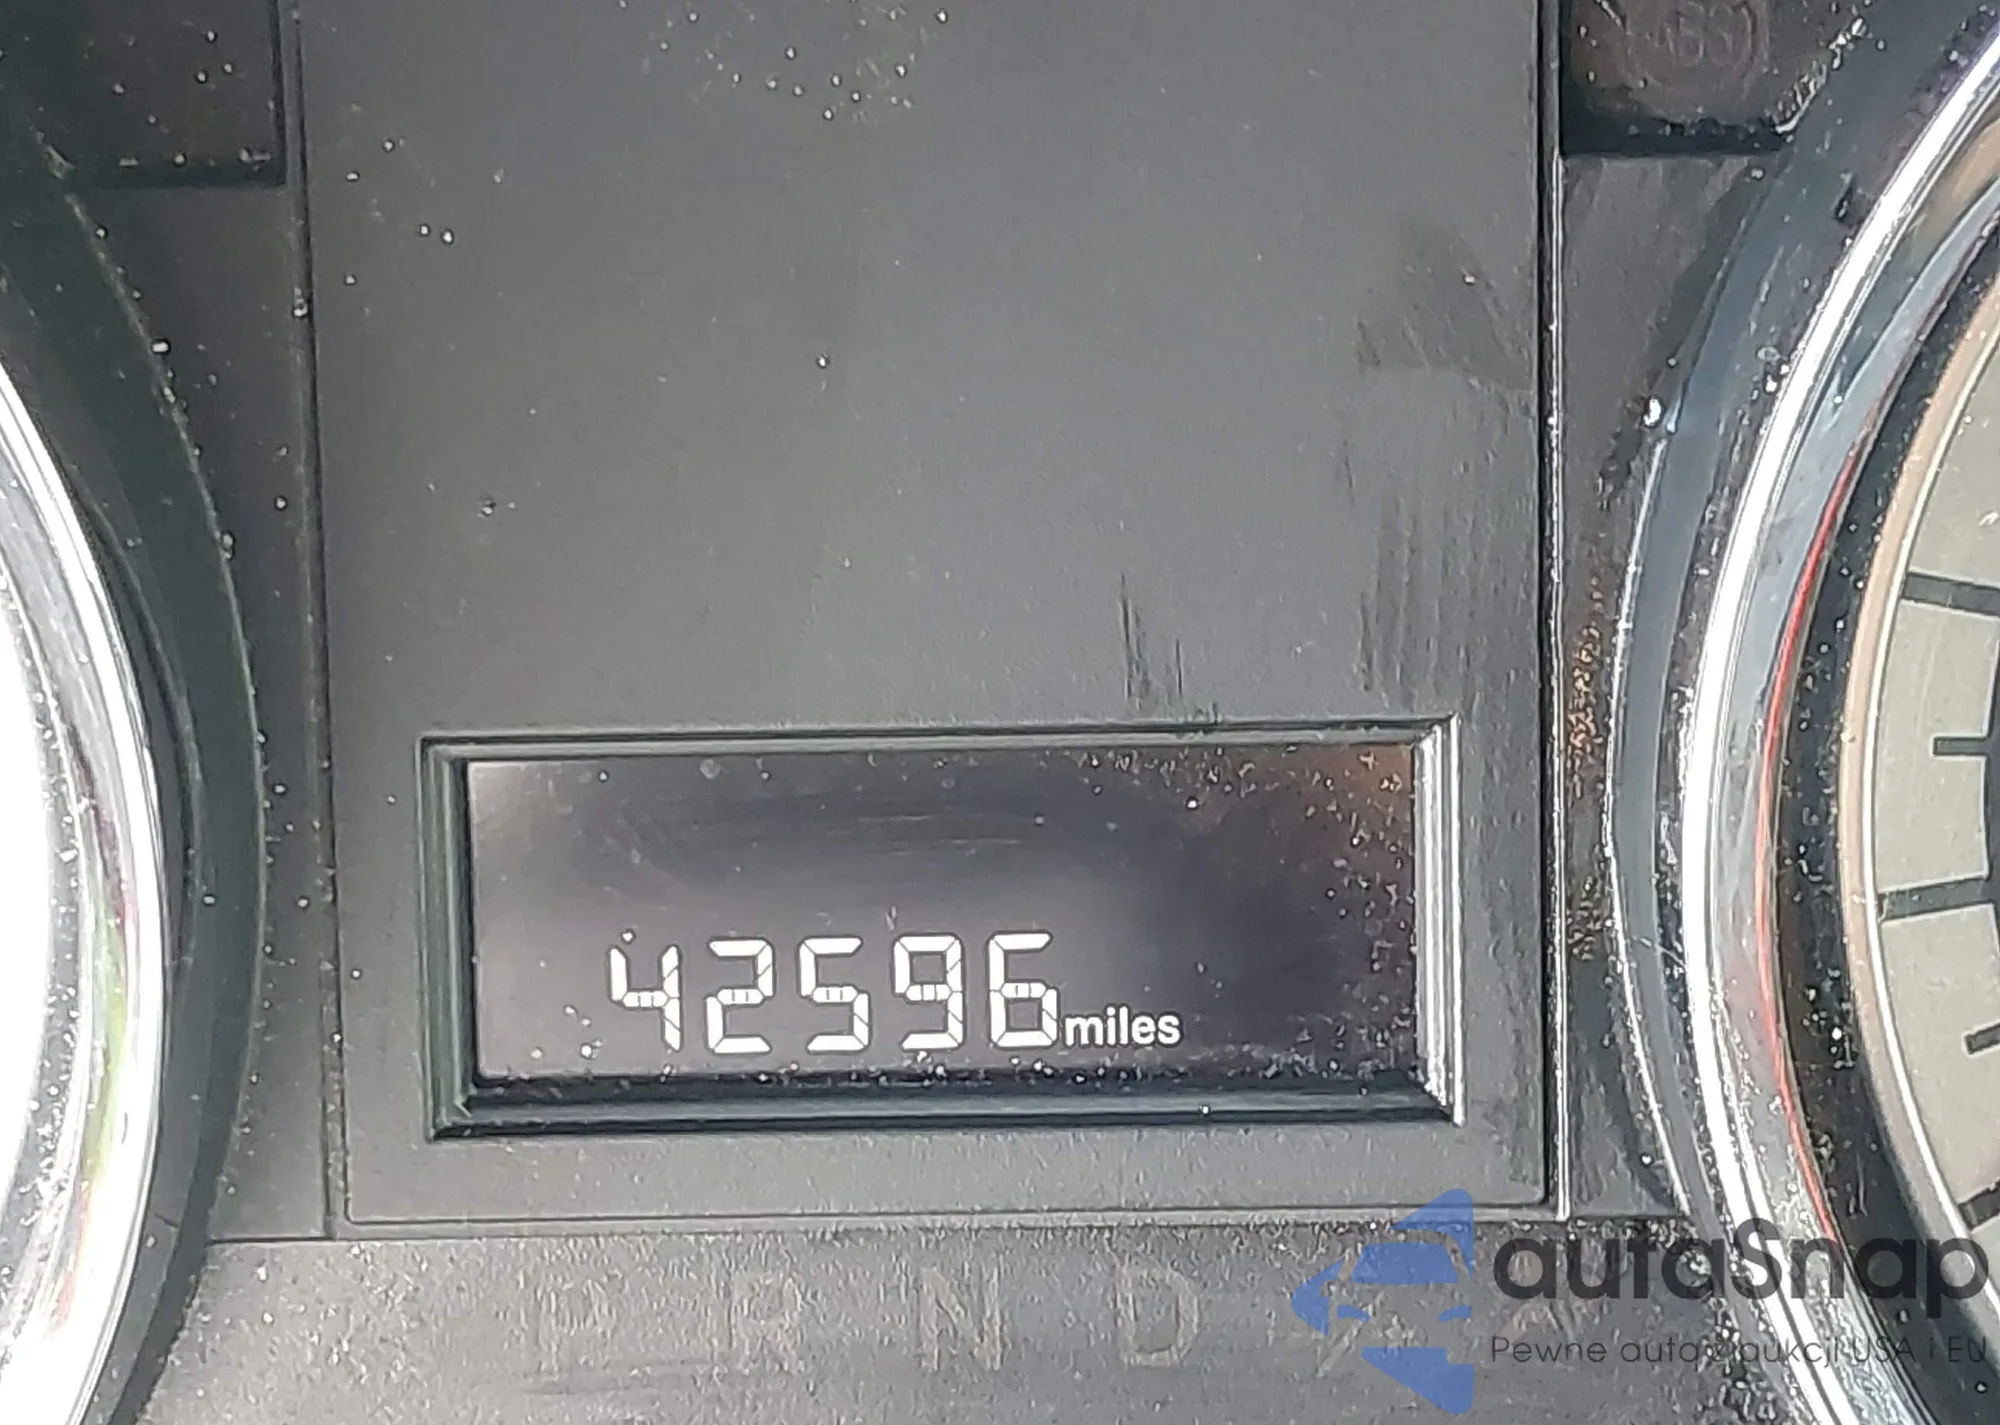 42596miles
P R N D
autaSnap
Pewne auta z aukcji USA i EU